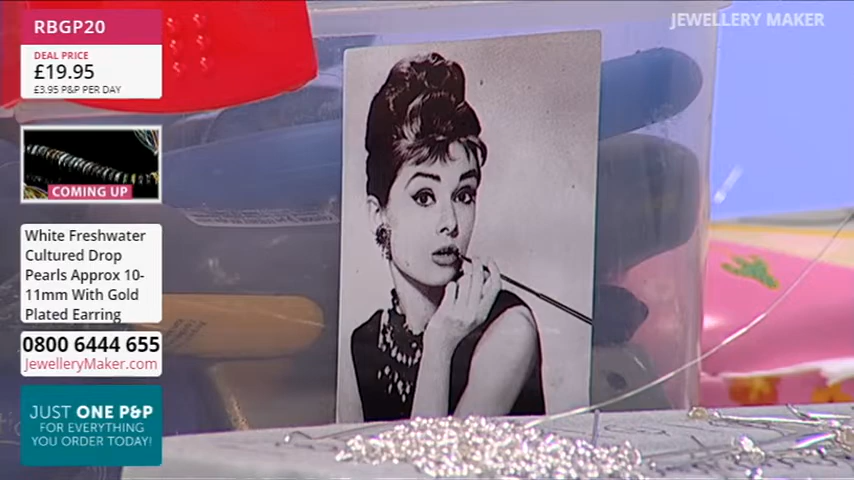 RBGP20
DEAL PRICE
£19.95
£3.95 P&P PER DAY
COMING UP
White Freshwater
Cultured Drop
Pearls Approx 10-
11mm With Gold
Plated Earring
0800 6444 655
JewelleryMaker.com
JUST ONE P&P
FOR EVERYTHING
YOU ORDER TODAY!
JEWELLERY MAKER